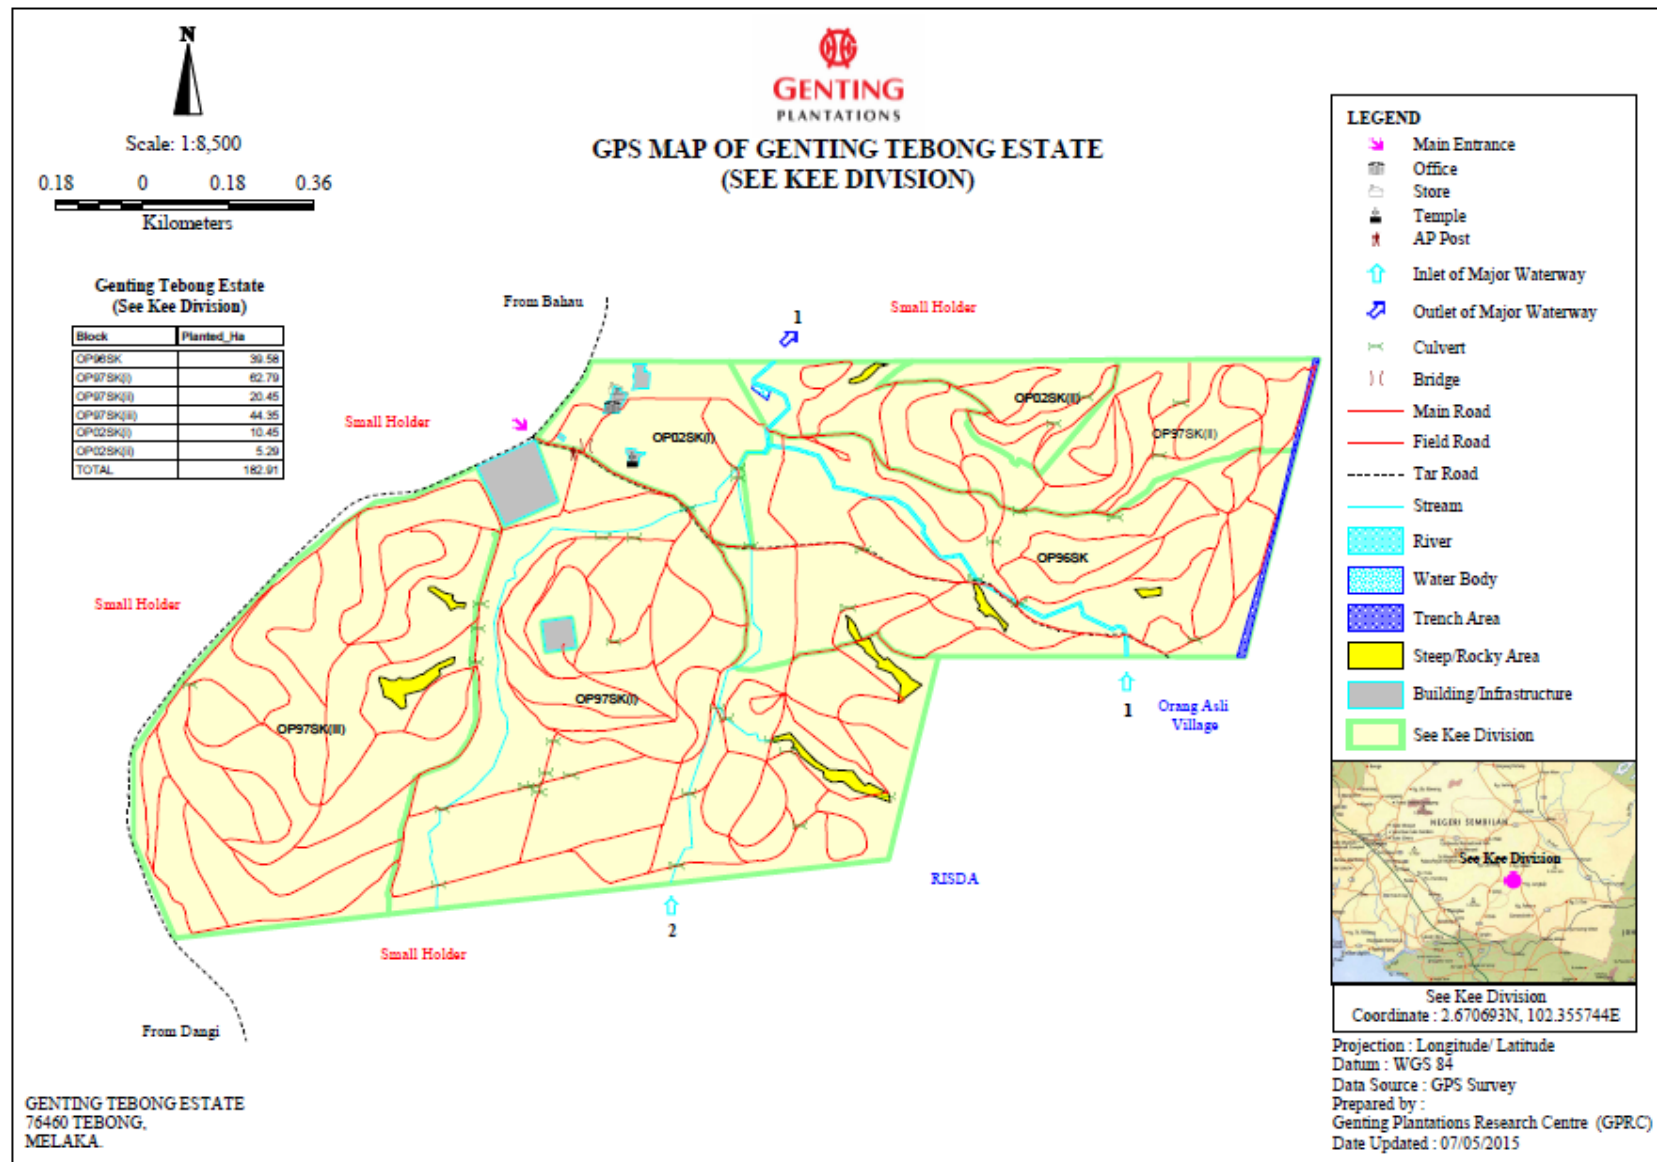 N
Scale: 1:8,500
0.18 0 0.18 0.36
Kilometers
GENTING
PLANTATIONS
GPS MAP OF GENTING TEBONG ESTATE
(SEE KEE DIVISION)
Genting Tebong Estate
(See Kee Division)
Block Planted_Ha
OP96SK 39.58
OP97SK(I) 62.79
OP97SK(II) 20.45
OP97SK(III) 44.35
OP02SK(I) 10.45
OP02SK(II) 5.29
TOTAL 182.91
From Bahau
1
Small Holder
Small Holder
OP02SK(II)
OP02SK(I)
OP97SK(II)
OP96SK
Small Holder
OP97SK(I)
OP97SK(III)
1
Orang Asli
Village
RISDA
2
Small Holder
From Dangi
GENTING TEBONG ESTATE
76460 TEBONG,
MELAKA.
LEGEND
Main Entrance
Office
Store
Temple
AP Post
Inlet of Major Waterway
Outlet of Major Waterway
Culvert
Bridge
Main Road
Field Road
Tar Road
Stream
River
Water Body
Trench Area
Steep/Rocky Area
Building/Infrastructure
See Kee Division
NEGERI SEMBILAN
See Kee Division
See Kee Division
Coordinate : 2.670693N, 102.355744E
Projection : Longitude/ Latitude
Datum : WGS 84
Data Source : GPS Survey
Prepared by :
Genting Plantations Research Centre (GPRC)
Date Updated : 07/05/2015